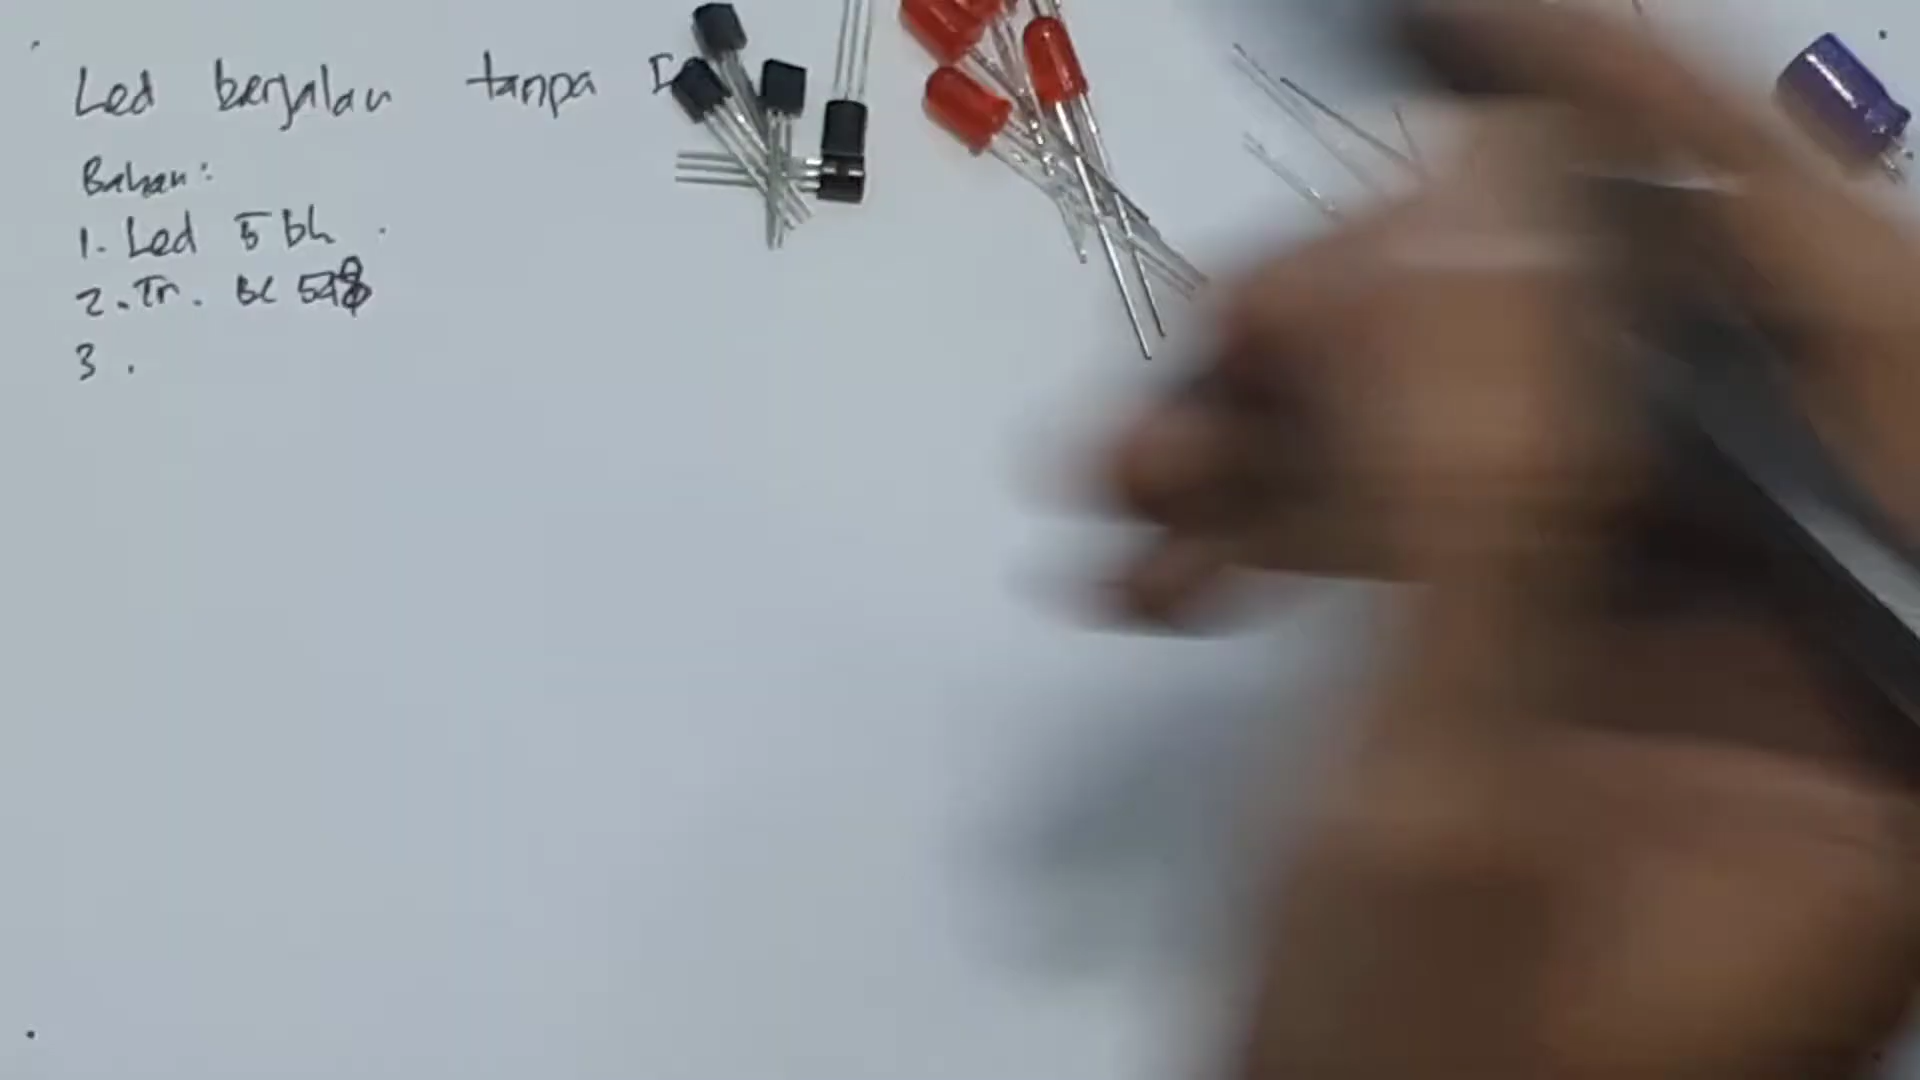 Led berjalan tanpa
Bahan:
1. Led 5 bh
2. Tr. BC 548
3.